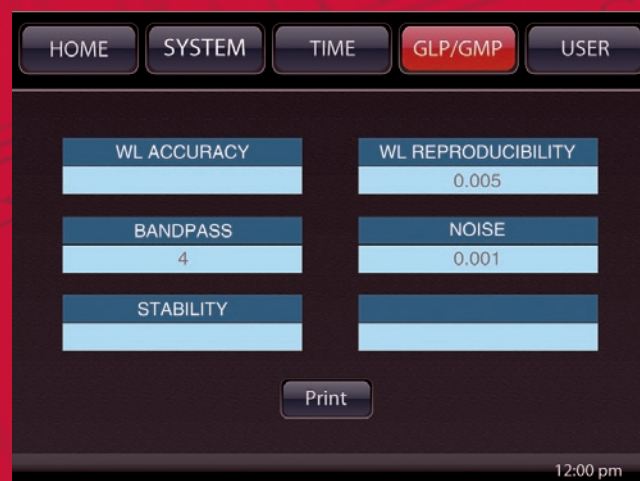 HOME SYSTEM TIME GLP/GMP USER
WL ACCURACY WL REPRODUCIBILITY
0.005
BANDPASS NOISE
4 0.001
STABILITY
Print
12:00 pm